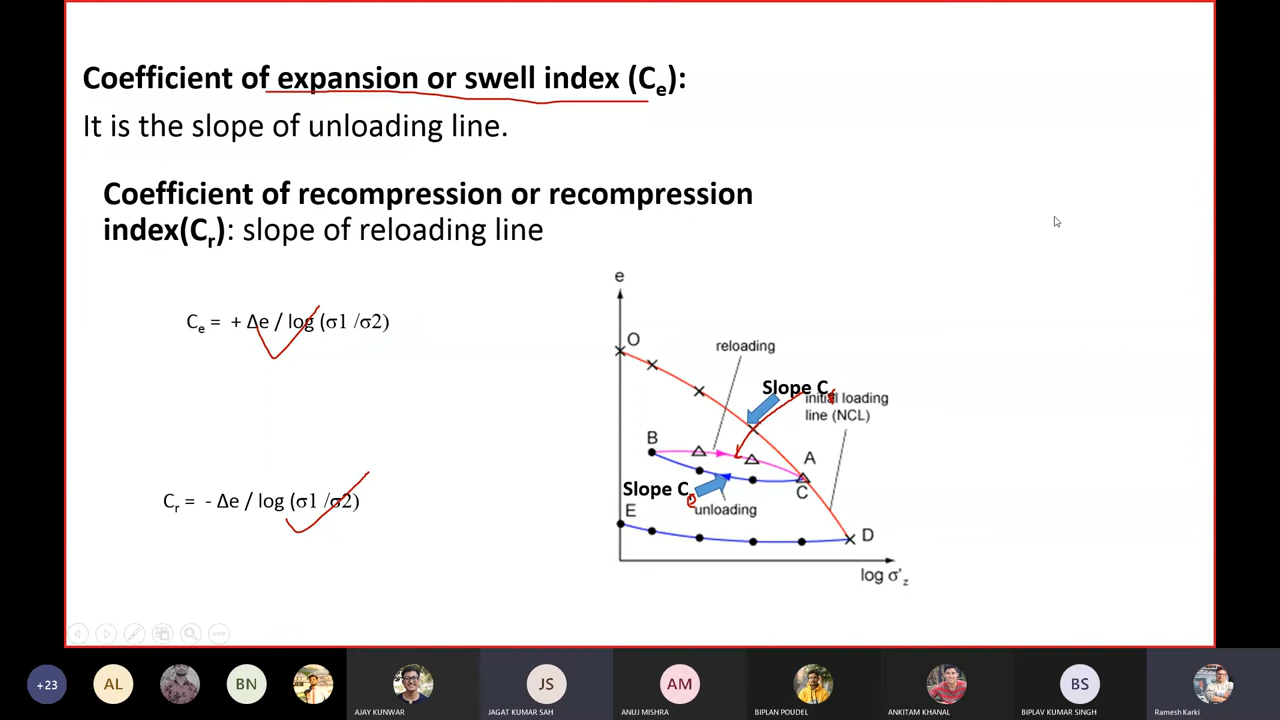 Coefficient of expansion or swell index (Ce):
It is the slope of unloading line.
Coefficient of recompression or recompression
index(Cr): slope of reloading line
Ce = + Δe / log (σ1 /σ2)
Cr = - Δe / log (σ1 /σ2)
e
O
reloading
Slope C
initial loading
line (NCL)
B
A
Slope Ce
C
E
unloading
D
log σ'z
+23
AL
BN
JS
AM
BS
AJAY KUNWAR
JAGAT KUMAR SAH
ANUJ MISHRA
BIPLAN POUDEL
ANKITAM KHANAL
BIPLAV KUMAR SINGH
Ramesh Karki